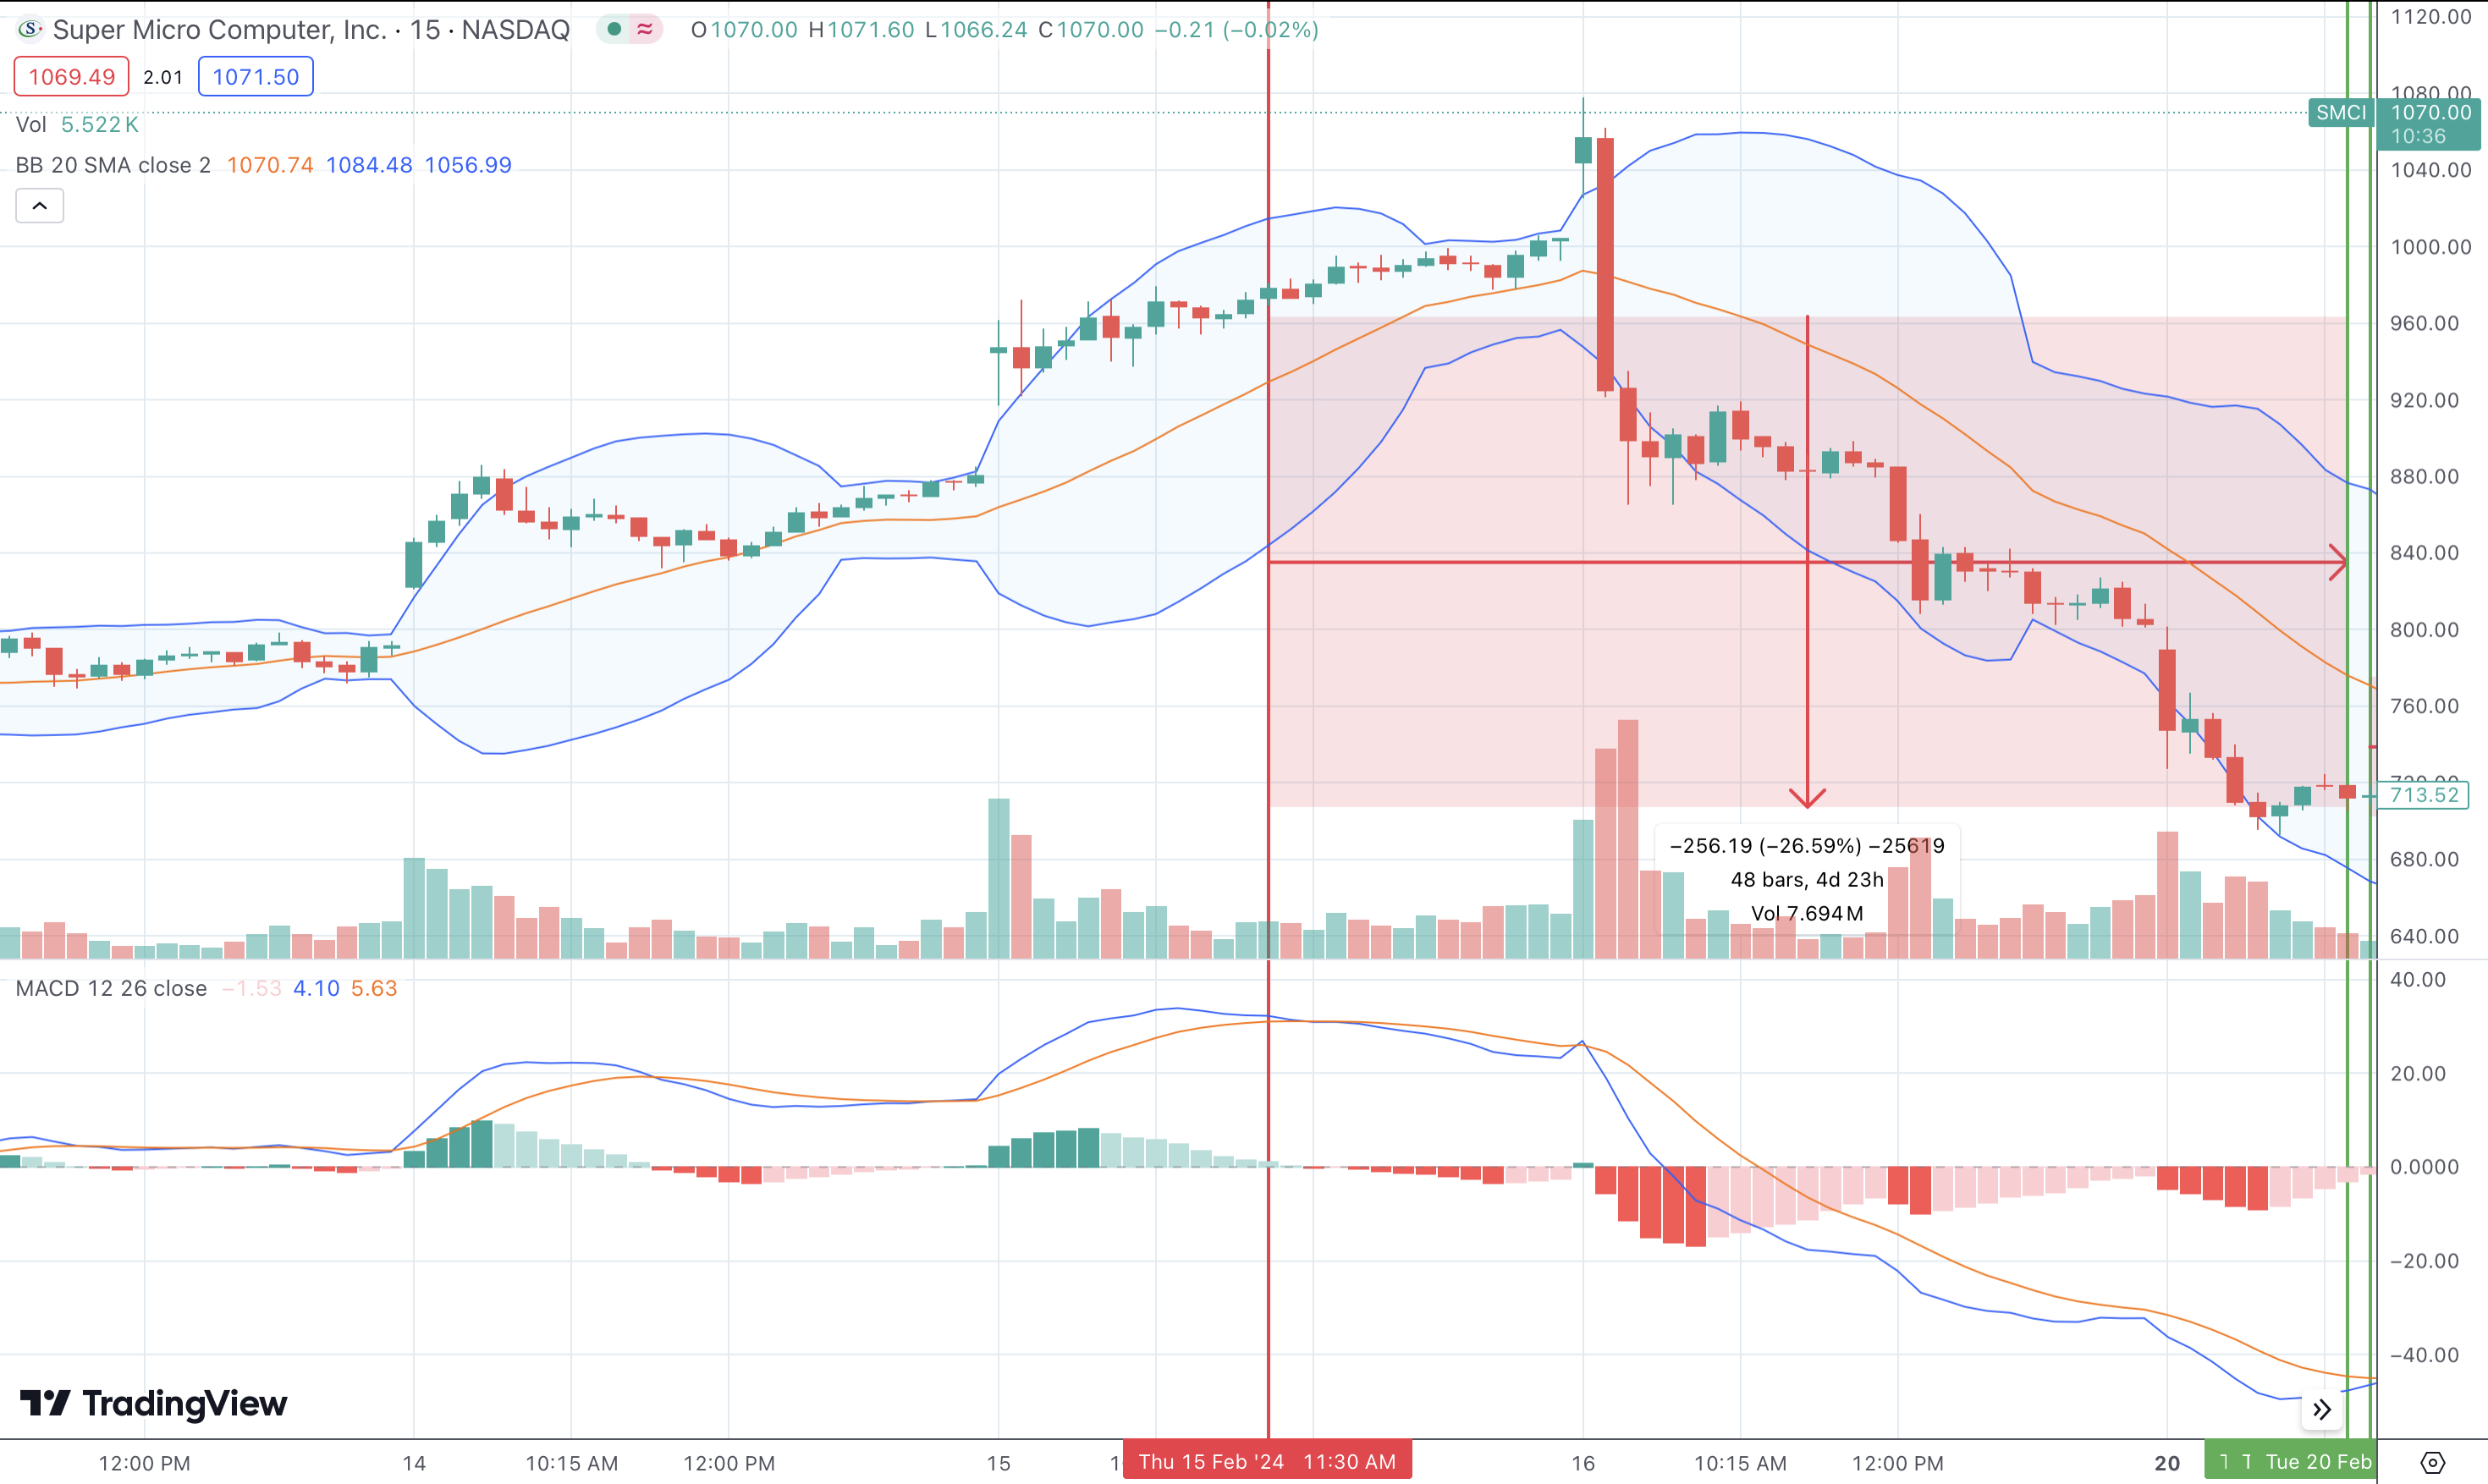 Super Micro Computer, Inc. · 15 · NASDAQ ≈ O1070.00 H1071.60 L1066.24 C1070.00 −0.21 (−0.02%)
1069.49 2.01 1071.50
Vol 5.522 K
BB 20 SMA close 2 1070.74 1084.48 1056.99
1120.00
1080.00
SMCI 1070.00
10:36
1040.00
1000.00
960.00
920.00
880.00
840.00
800.00
760.00
720.00
713.52
680.00
640.00
−256.19 (−26.59%) −25619
48 bars, 4d 23h
Vol 7.694 M
MACD 12 26 close −1.53 4.10 5.63
40.00
20.00
0.0000
−20.00
−40.00
TradingView
12:00 PM 14 10:15 AM 12:00 PM 15 Thu 15 Feb '24 11:30 AM 16 10:15 AM 12:00 PM 20 Tue 20 Feb